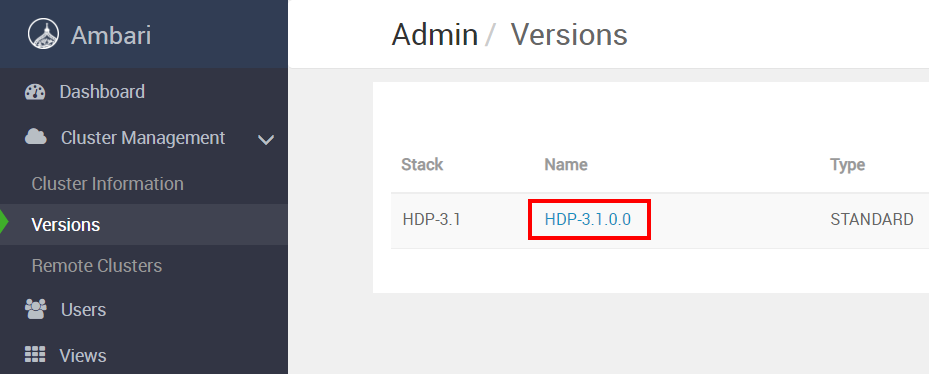 Ambari
Admin / Versions
Dashboard
Cluster Management
Cluster Information
Versions
Remote Clusters
Users
Views
Stack Name Type
HDP-3.1 HDP-3.1.0.0 STANDARD